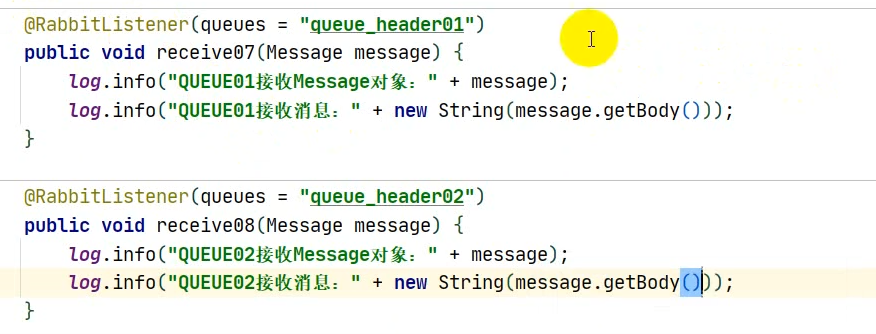 @RabbitListener(queues = "queue_header01")
public void receive07(Message message) {
log.info("QUEUE01接收Message对象：" + message);
log.info("QUEUE01接收消息：" + new String(message.getBody()));
}
@RabbitListener(queues = "queue_header02")
public void receive08(Message message) {
log.info("QUEUE02接收Message对象：" + message);
log.info("QUEUE02接收消息：" + new String(message.getBody()));
}